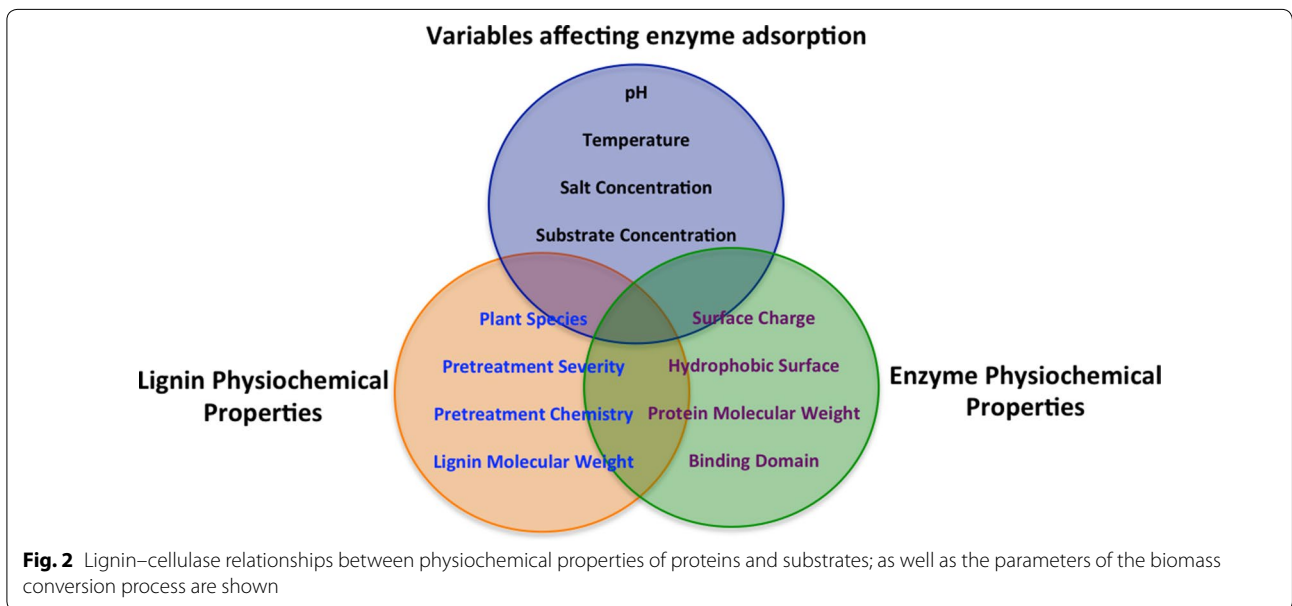 Variables affecting enzyme adsorption
pH
Temperature
Salt Concentration
Substrate Concentration
Plant Species
Pretreatment Severity
Pretreatment Chemistry
Lignin Molecular Weight
Surface Charge
Hydrophobic Surface
Protein Molecular Weight
Binding Domain
Lignin Physiochemical
Properties
Enzyme Physiochemical
Properties
Fig. 2 Lignin–cellulase relationships between physiochemical properties of proteins and substrates; as well as the parameters of the biomass
conversion process are shown